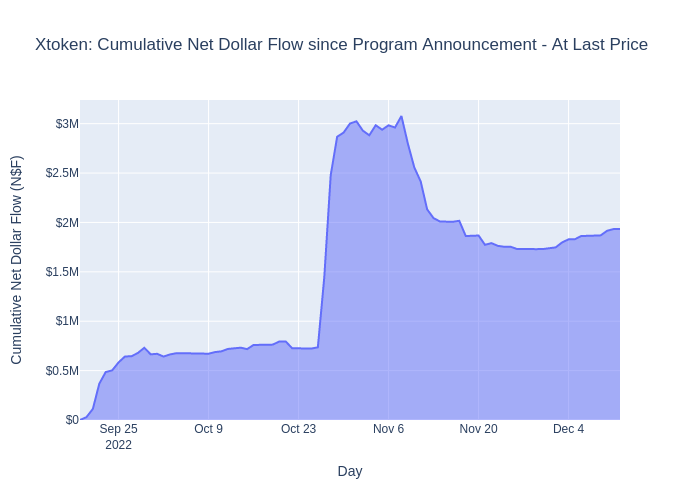 Xtoken: Cumulative Net Dollar Flow since Program Announcement - At Last Price
Cumulative Net Dollar Flow (N$F)
$3M
$2.5M
$2M
$1.5M
$1M
$0.5M
$0
Sep 25
2022
Oct 9
Oct 23
Nov 6
Nov 20
Dec 4
Day